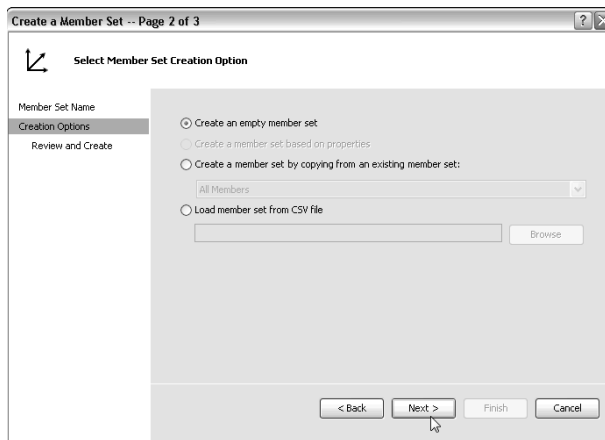 Create a Member Set -- Page 2 of 3
?
Select Member Set Creation Option
Member Set Name
Creation Options
Review and Create
Create an empty member set
Create a member set based on properties
Create a member set by copying from an existing member set:
All Members
Load member set from CSV file
Browse
< Back Next > Finish Cancel